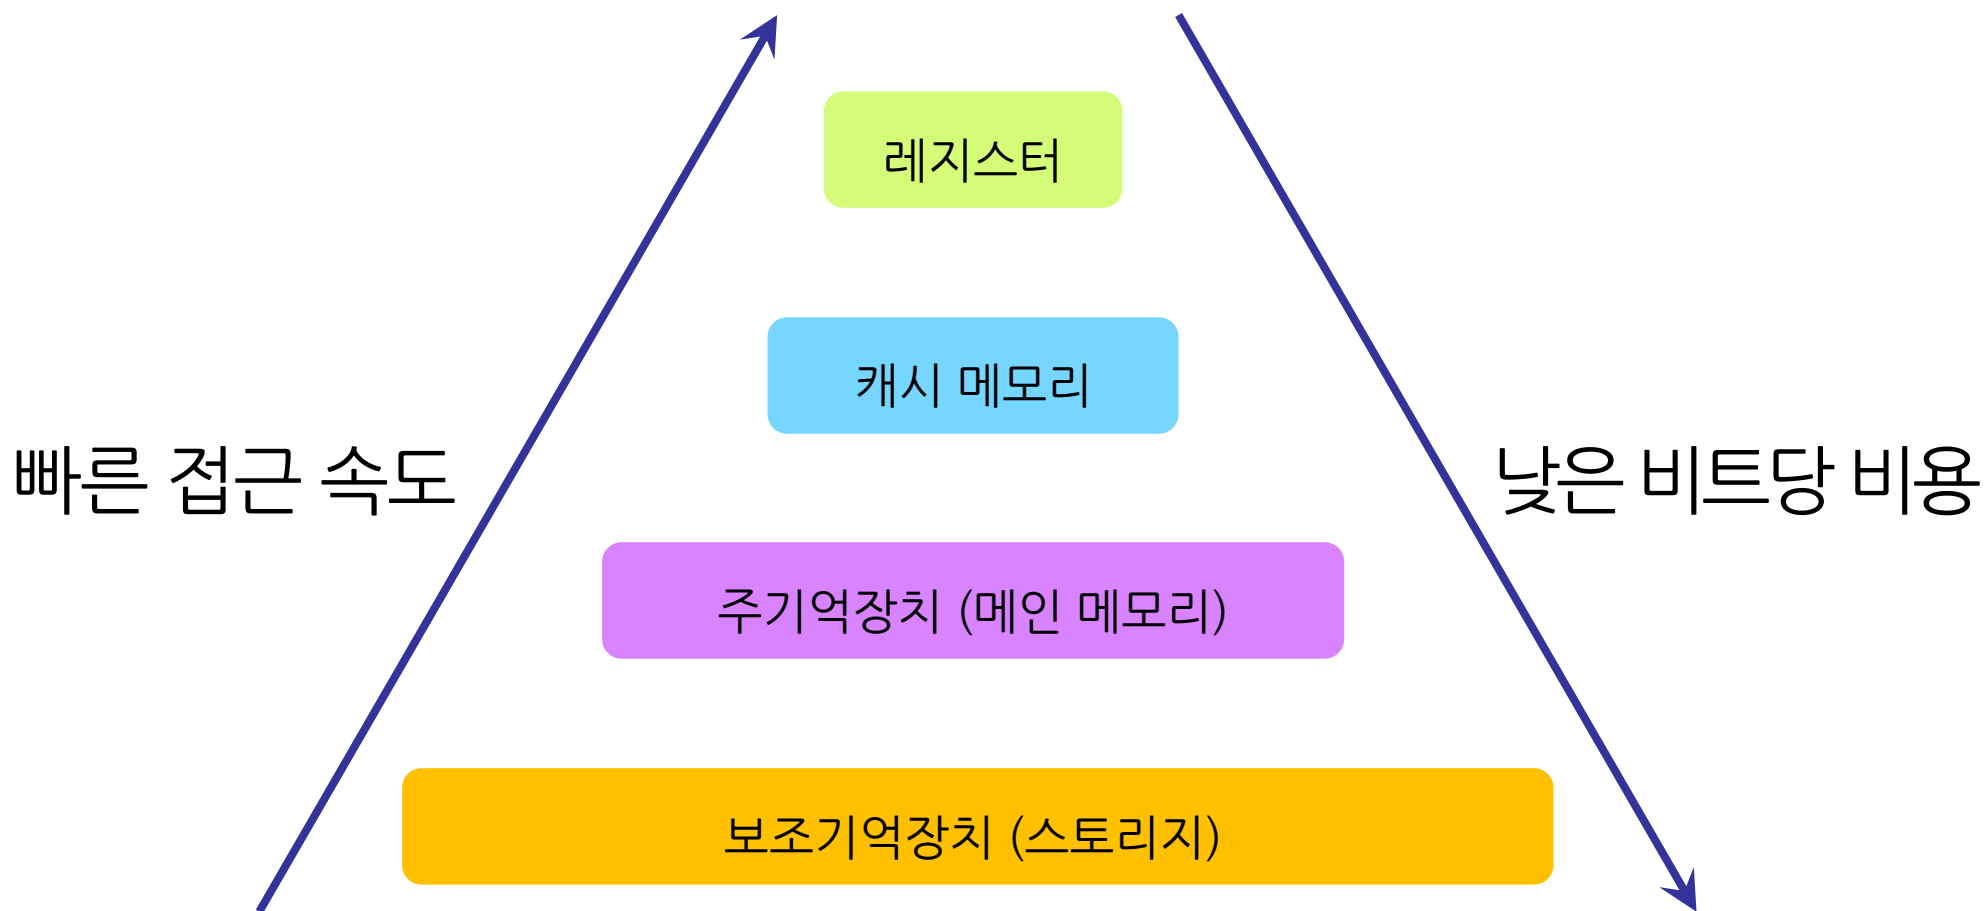 레지스터
캐시 메모리
빠른 접근 속도
낮은 비트당 비용
주기억장치 (메인 메모리)
보조기억장치 (스토리지)